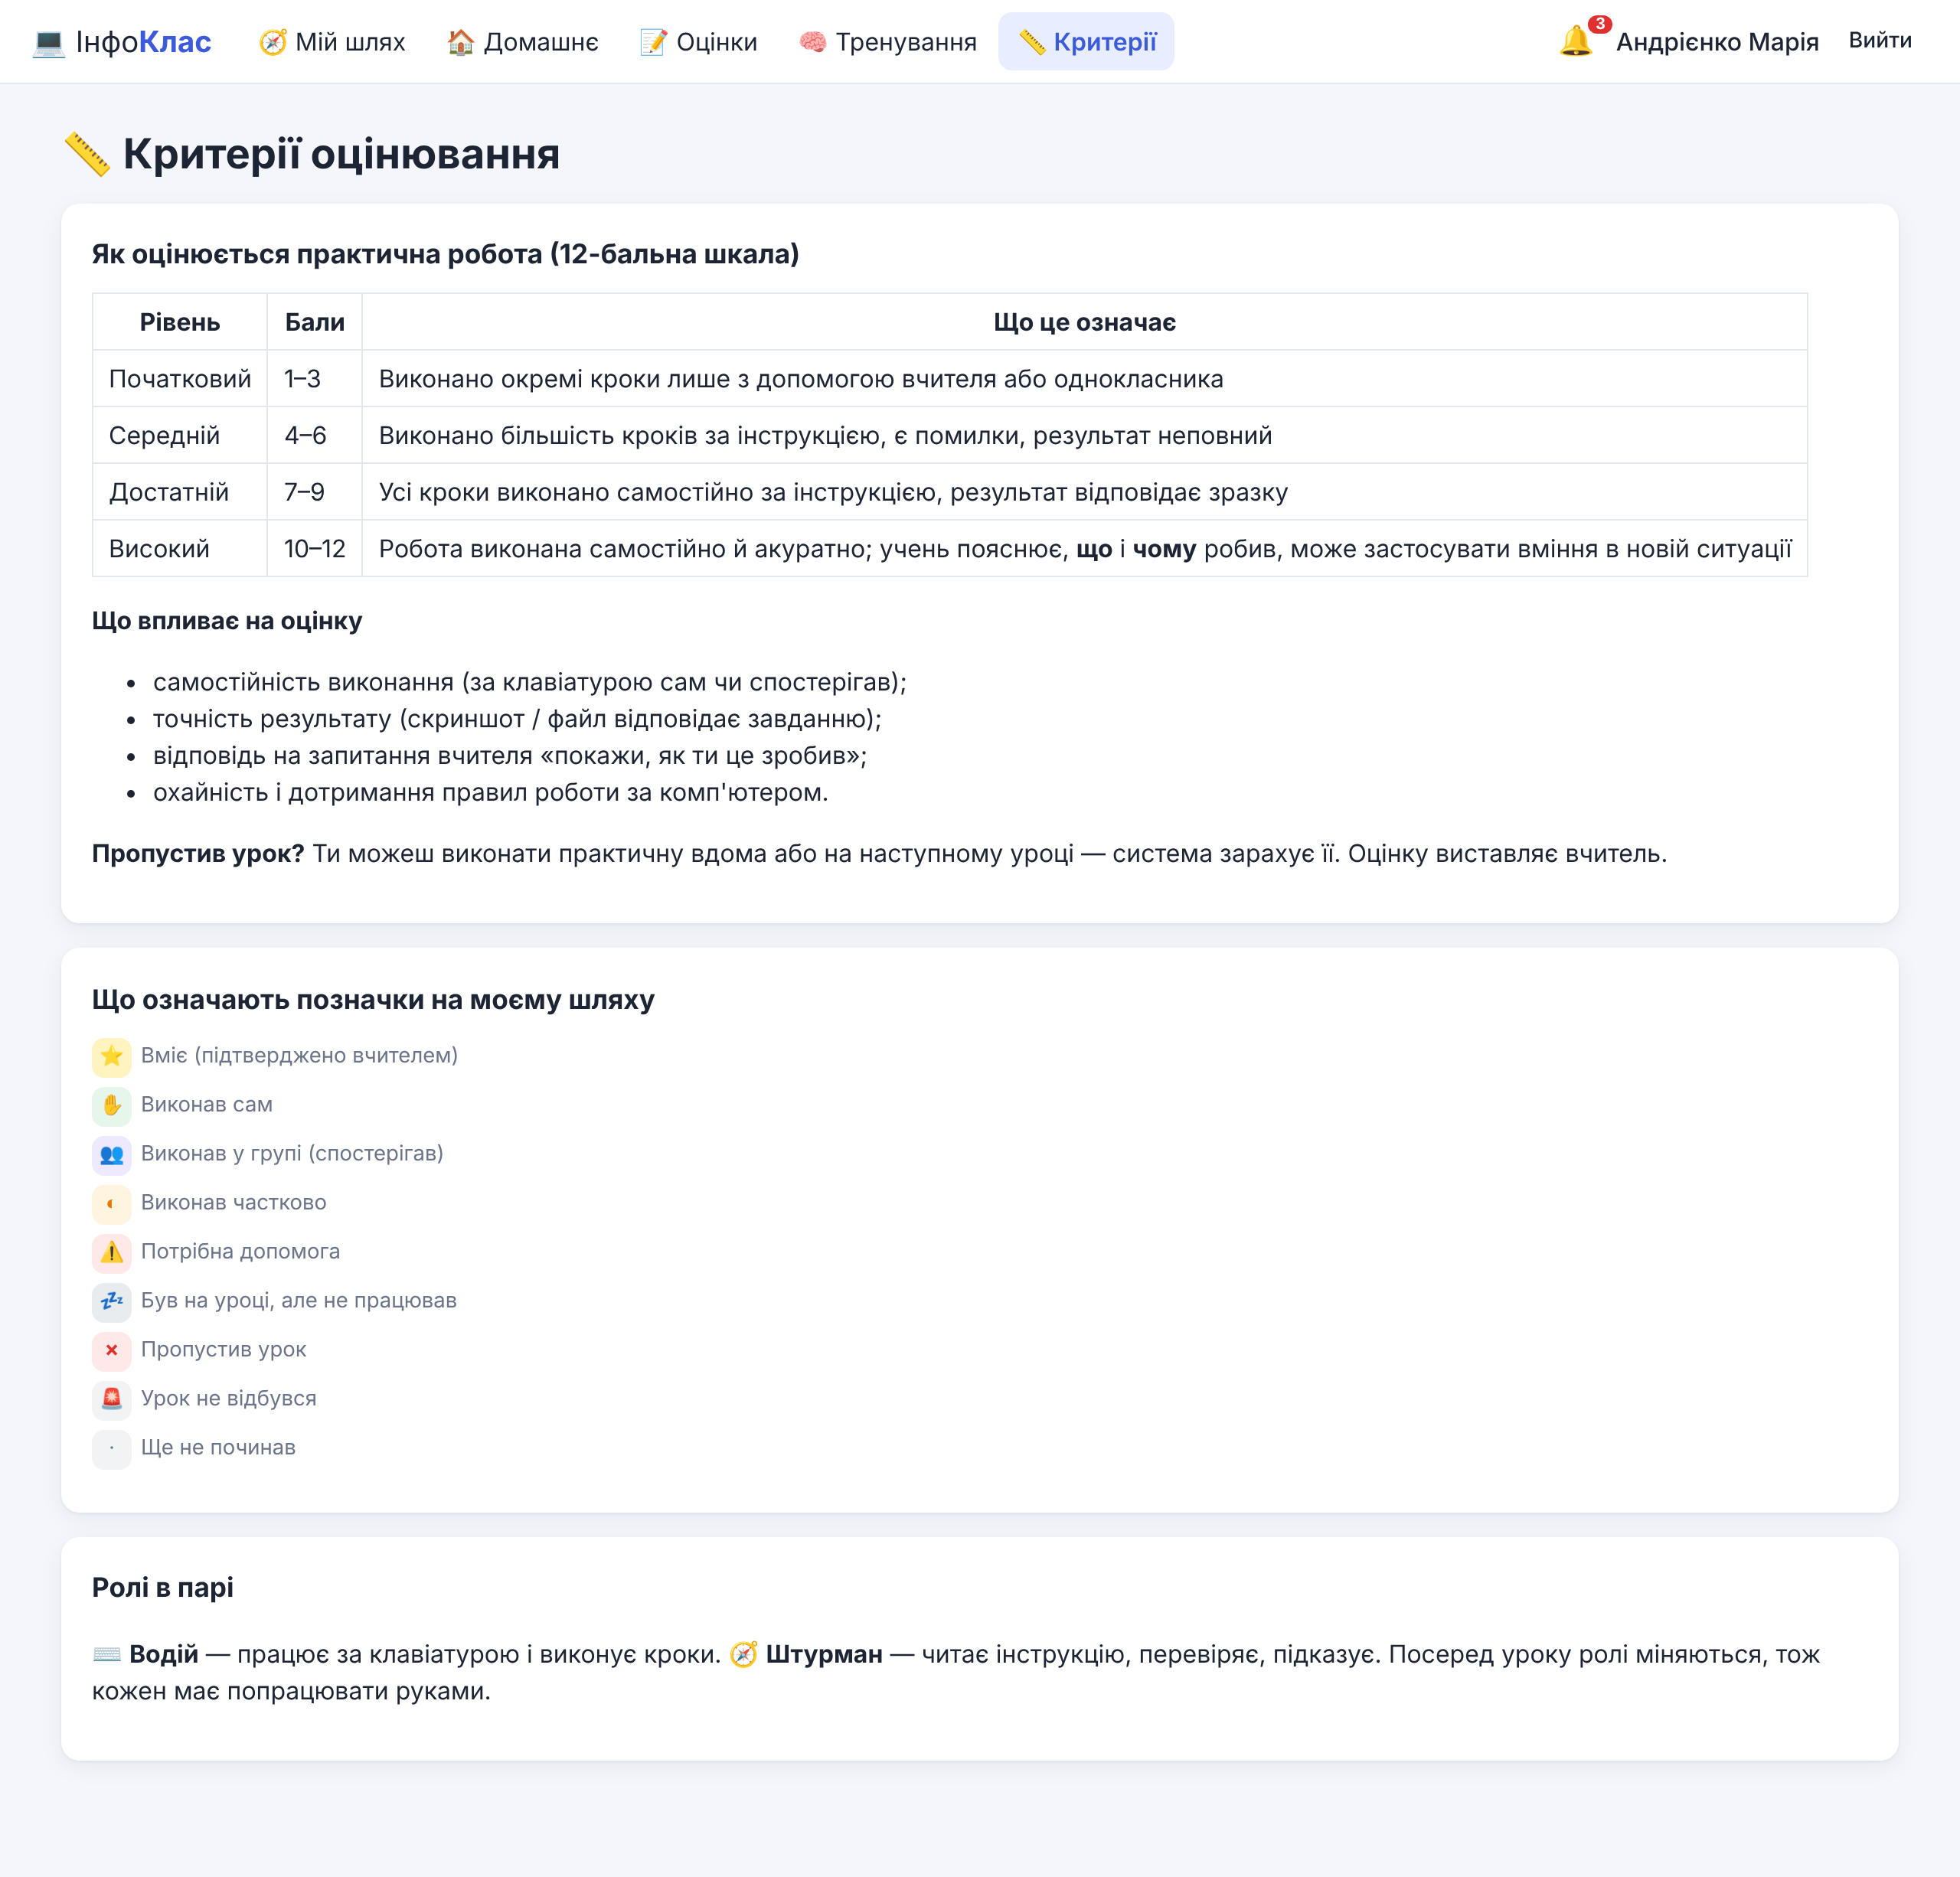 ІнфоКлас Мій шлях Домашнє Оцінки Тренування Критерії 3 Андрієнко Марія Вийти
Критерії оцінювання
Як оцінюється практична робота (12-бальна шкала)
Рівень Бали Що це означає
Початковий 1–3 Виконано окремі кроки лише з допомогою вчителя або однокласника
Середній 4–6 Виконано більшість кроків за інструкцією, є помилки, результат неповний
Достатній 7–9 Усі кроки виконано самостійно за інструкцією, результат відповідає зразку
Високий 10–12 Робота виконана самостійно й акуратно; учень пояснює, що і чому робив, може застосувати вміння в новій ситуації
Що впливає на оцінку
• самостійність виконання (за клавіатурою сам чи спостерігав);
• точність результату (скриншот / файл відповідає завданню);
• відповідь на запитання вчителя «покажи, як ти це зробив»;
• охайність і дотримання правил роботи за комп'ютером.
Пропустив урок? Ти можеш виконати практичну вдома або на наступному уроці — система зарахує її. Оцінку виставляє вчитель.
Що означають позначки на моєму шляху
Вміє (підтверджено вчителем)
Виконав сам
Виконав у групі (спостерігав)
Виконав частково
Потрібна допомога
Був на уроці, але не працював
Пропустив урок
Урок не відбувся
Ще не починав
Ролі в парі
Водій — працює за клавіатурою і виконує кроки. Штурман — читає інструкцію, перевіряє, підказує. Посеред уроку ролі міняються, тож
кожен має попрацювати руками.